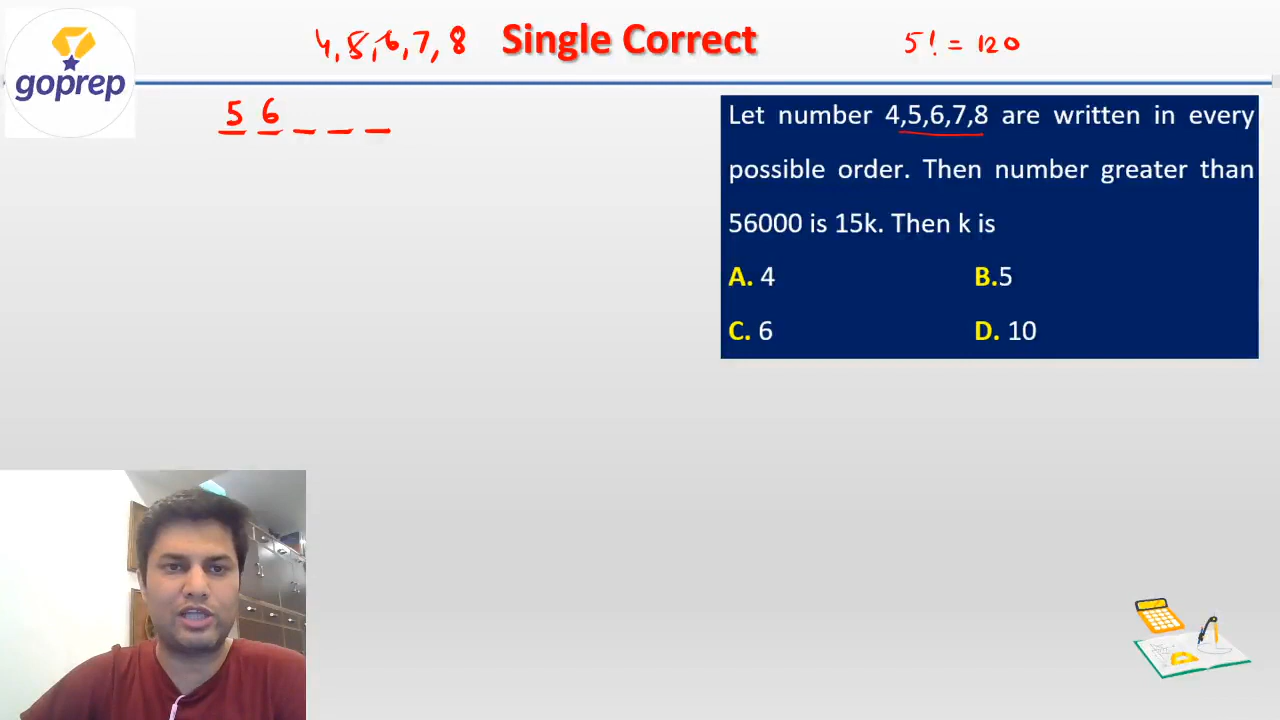 goprep
4,5,6,7,8
Single Correct
5! = 120
5 6 _ _ _
Let number 4,5,6,7,8 are written in every
possible order. Then number greater than
56000 is 15k. Then k is
A. 4
B.5
C. 6
D. 10